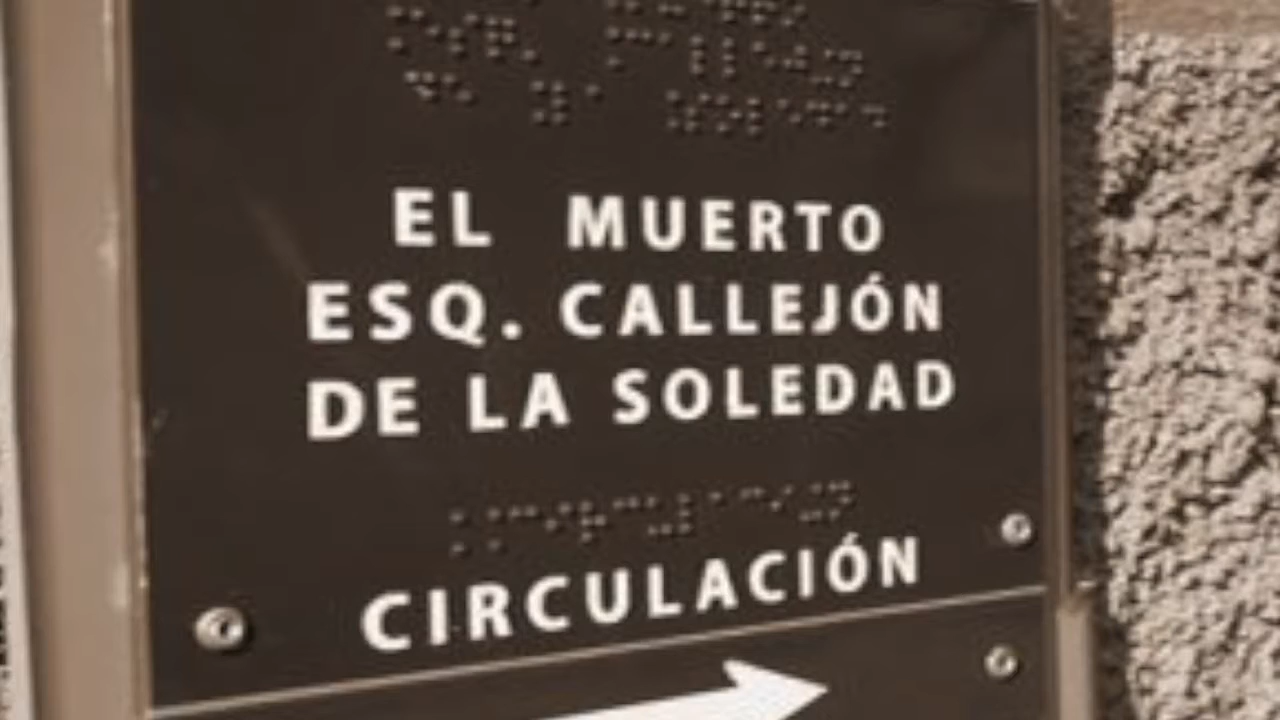 EL MUERTO
ESQ. CALLEJÓN
DE LA SOLEDAD
CIRCULACIÓN